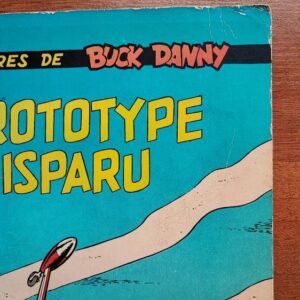 RES DE BUCK DANNY
ROTOTYPE
ISPARU